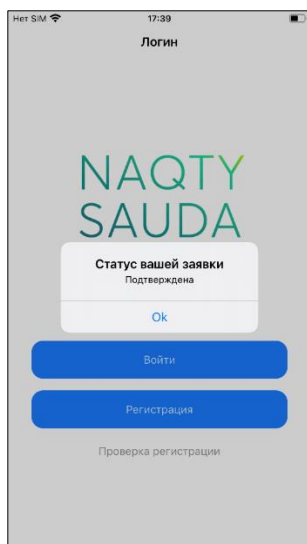 Нет SIM 17:39
Логин
NAQTY
SAUDA
Статус вашей заявки
Подтверждена
Ok
Войти
Регистрация
Проверка регистрации